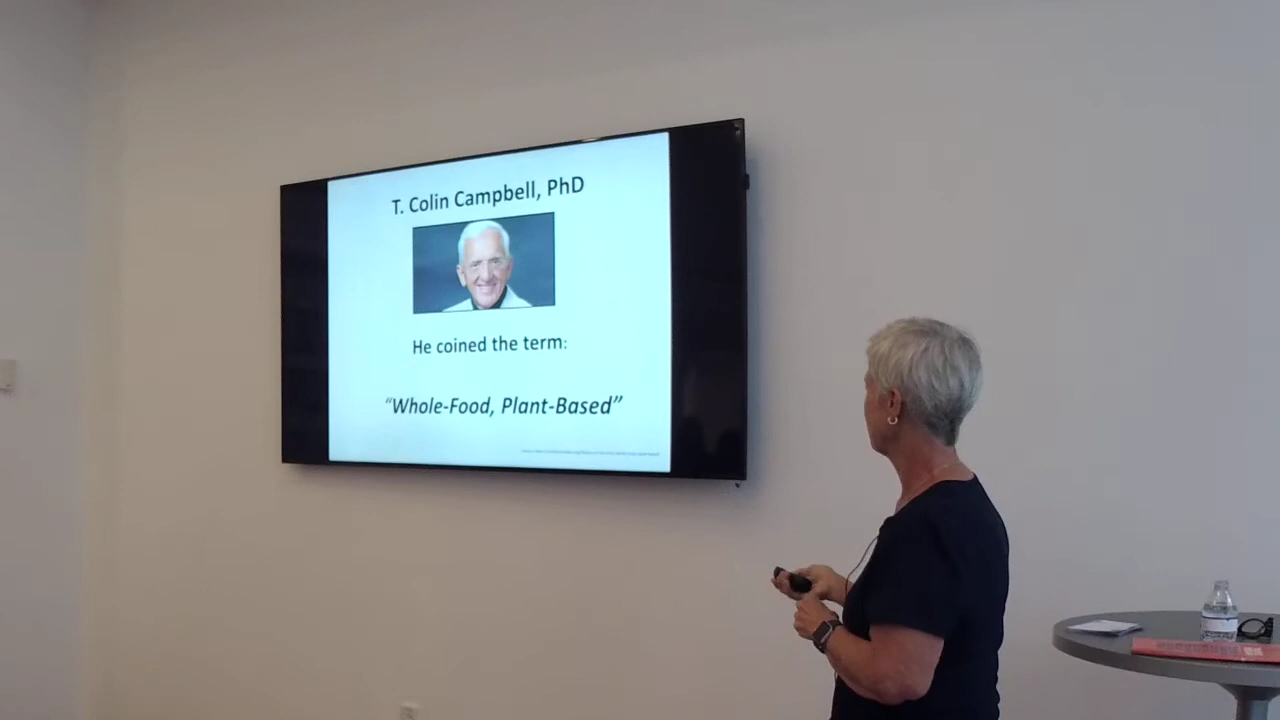 T. Colin Campbell, PhD
He coined the term:
“Whole-Food, Plant-Based”